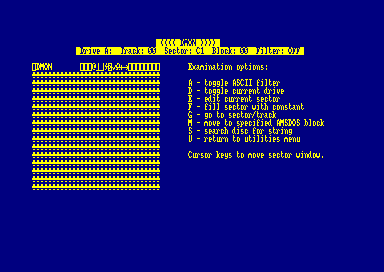 <<<< DMON >>>>
Drive A: Track: 00 Sector: C1 Block: 00 Filter: OFF
DMON
Examination options:
A - toggle ASCII filter
D - toggle current drive
E - edit current sector
F - fill sector with constant
G - go to sector/track
M - move to specified AMSDOS block
S - search disc for string
U - return to utilities menu
Cursor keys to move sector window.